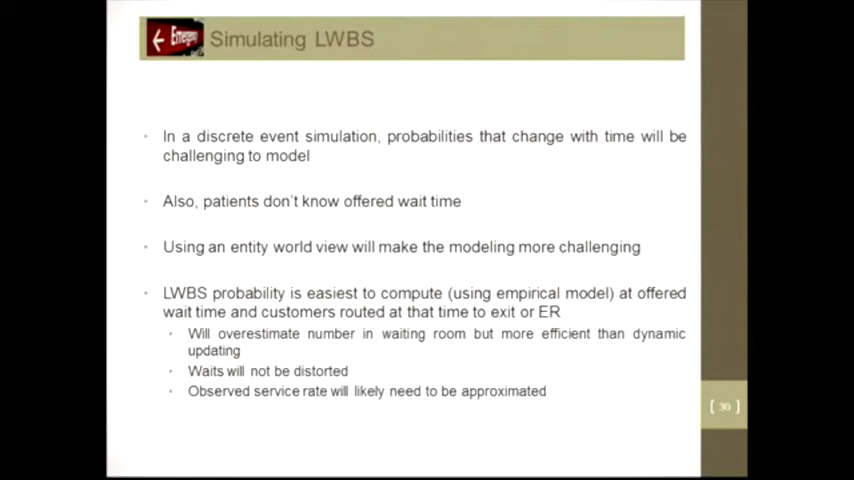 Emergency
Simulating LWBS
In a discrete event simulation, probabilities that change with time will be
challenging to model
Also, patients don't know offered wait time
Using an entity world view will make the modeling more challenging
LWBS probability is easiest to compute (using empirical model) at offered
wait time and customers routed at that time to exit or ER
Will overestimate number in waiting room but more efficient than dynamic
updating
Waits will not be distorted
Observed service rate will likely need to be approximated
[ 30 ]